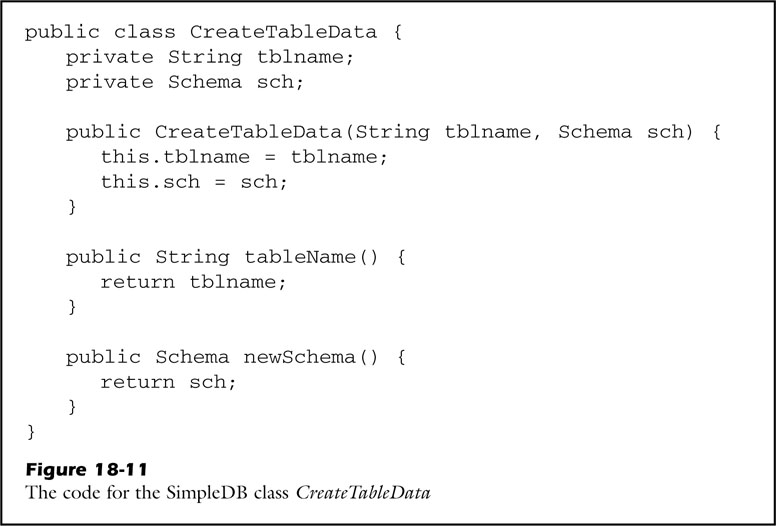 public class CreateTableData {
private String tblname;
private Schema sch;
public CreateTableData(String tblname, Schema sch) {
this.tblname = tblname;
this.sch = sch;
}
public String tableName() {
return tblname;
}
public Schema newSchema() {
return sch;
}
}
Figure 18-11
The code for the SimpleDB class CreateTableData